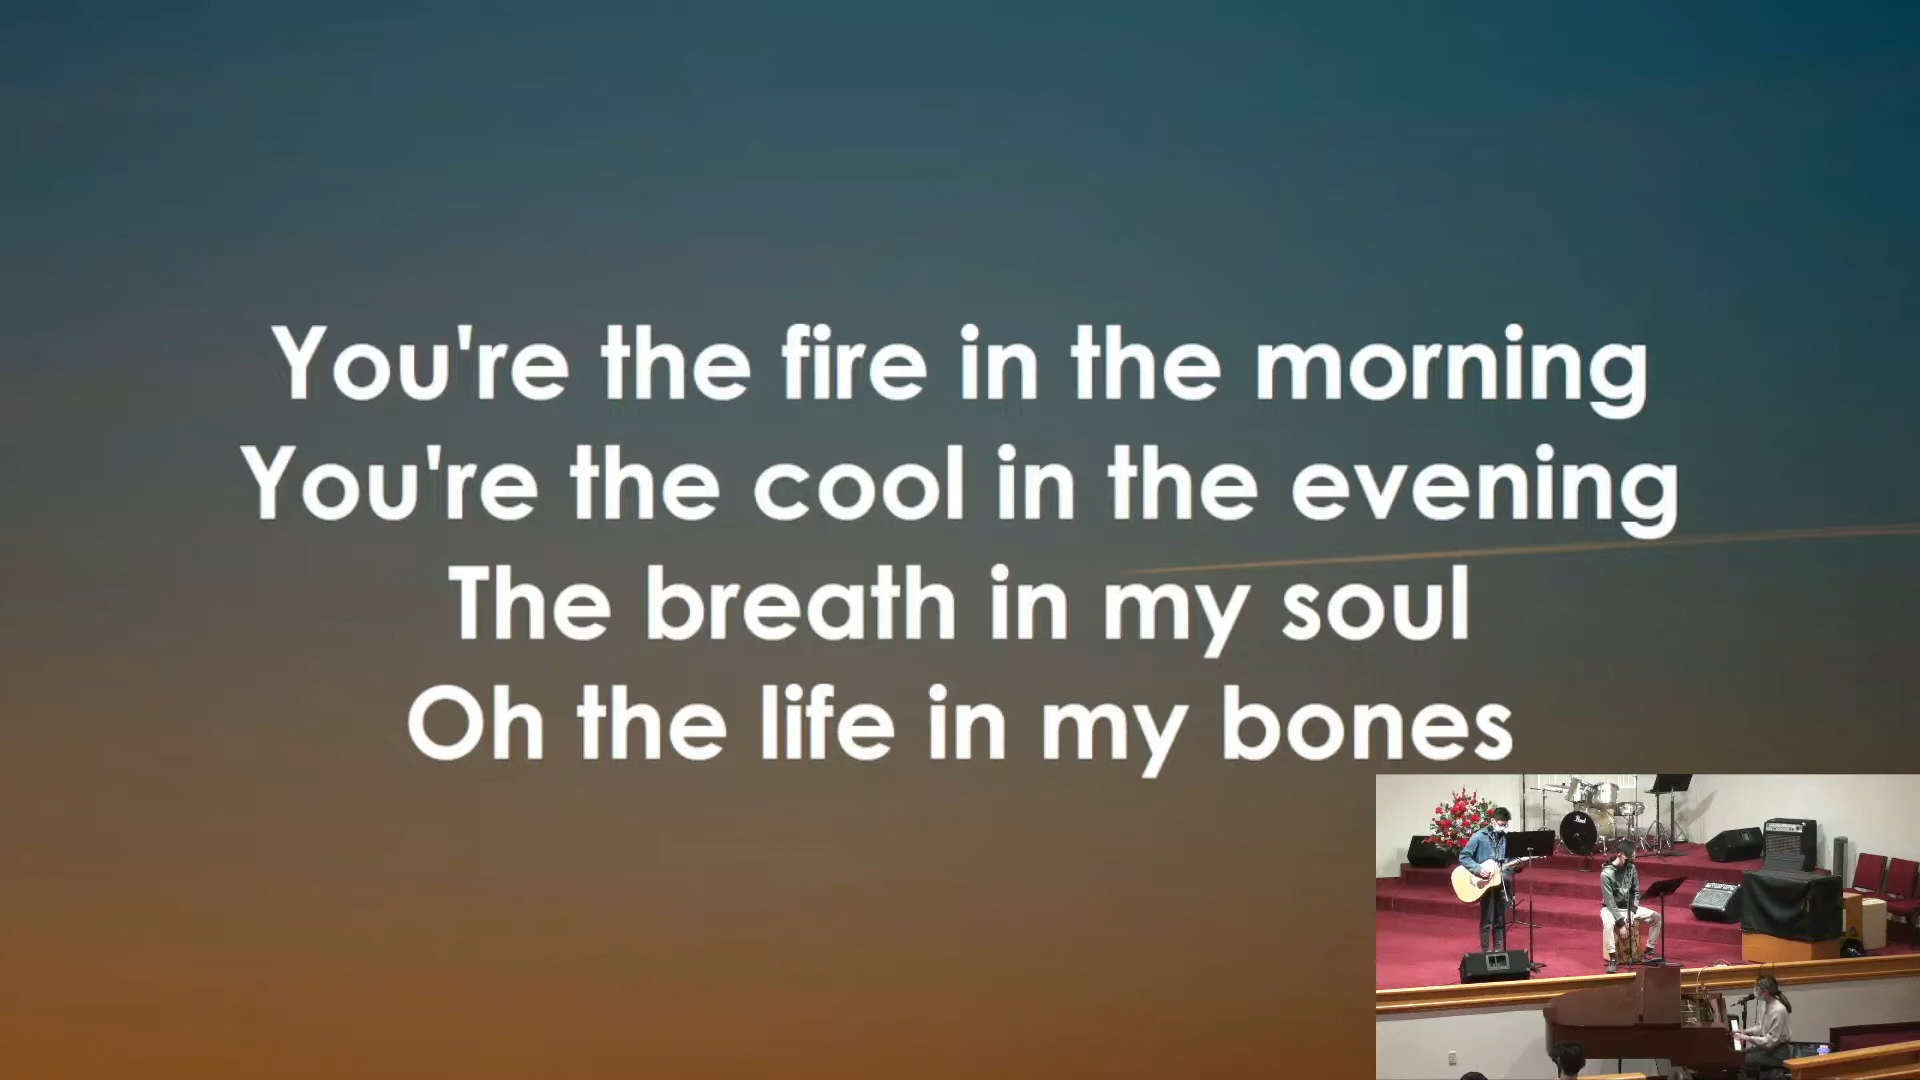 You're the fire in the morning
You're the cool in the evening
The breath in my soul
Oh the life in my bones